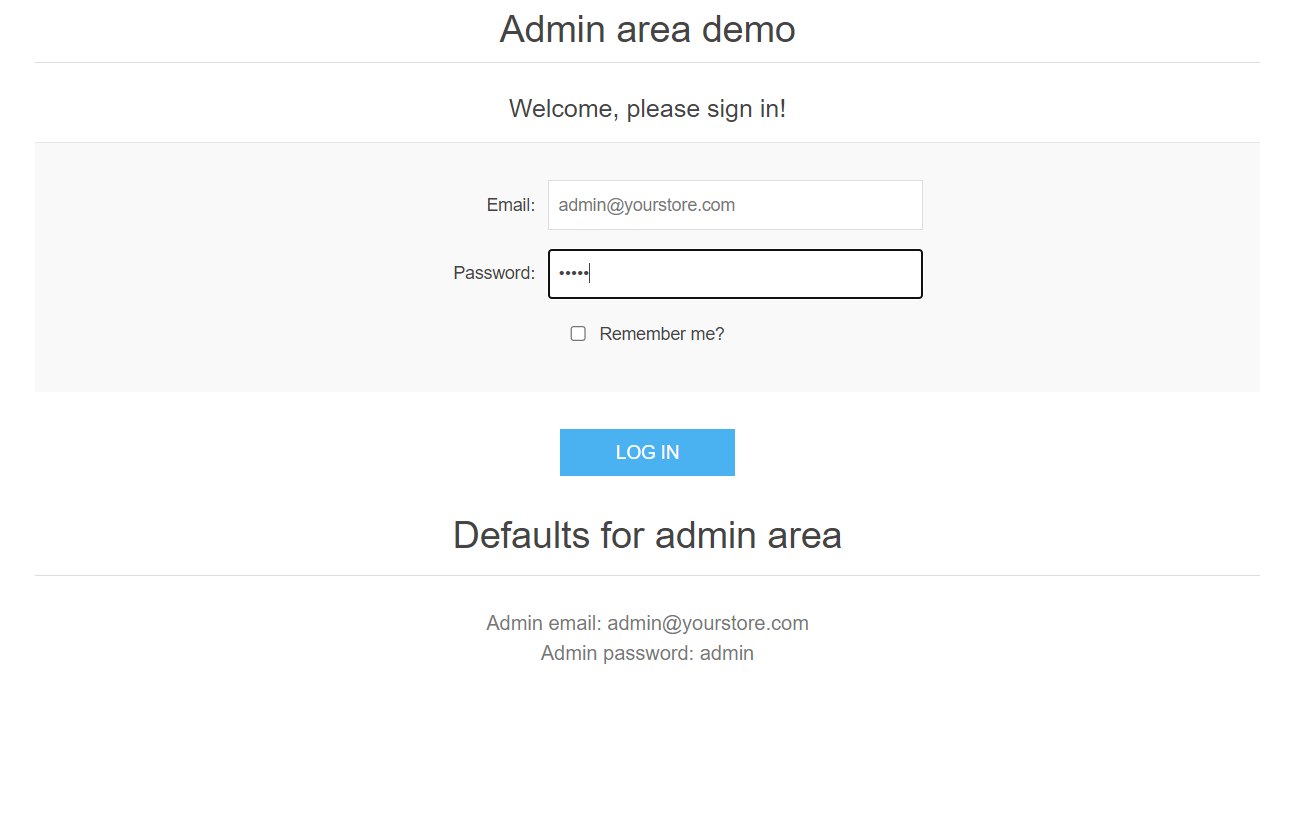 Admin area demo
Welcome, please sign in!
Email: admin@yourstore.com
Password: •••••
Remember me?
LOG IN
Defaults for admin area
Admin email: admin@yourstore.com
Admin password: admin